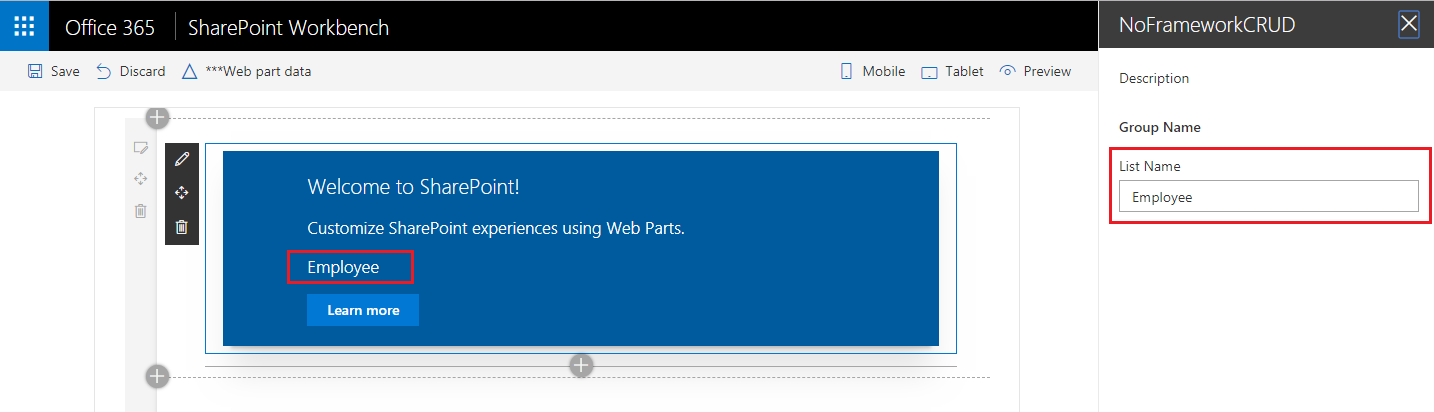 Office 365 SharePoint Workbench
Save Discard ***Web part data Mobile Tablet Preview
Welcome to SharePoint!
Customize SharePoint experiences using Web Parts.
Employee
Learn more
NoFrameworkCRUD
Description
Group Name
List Name
Employee